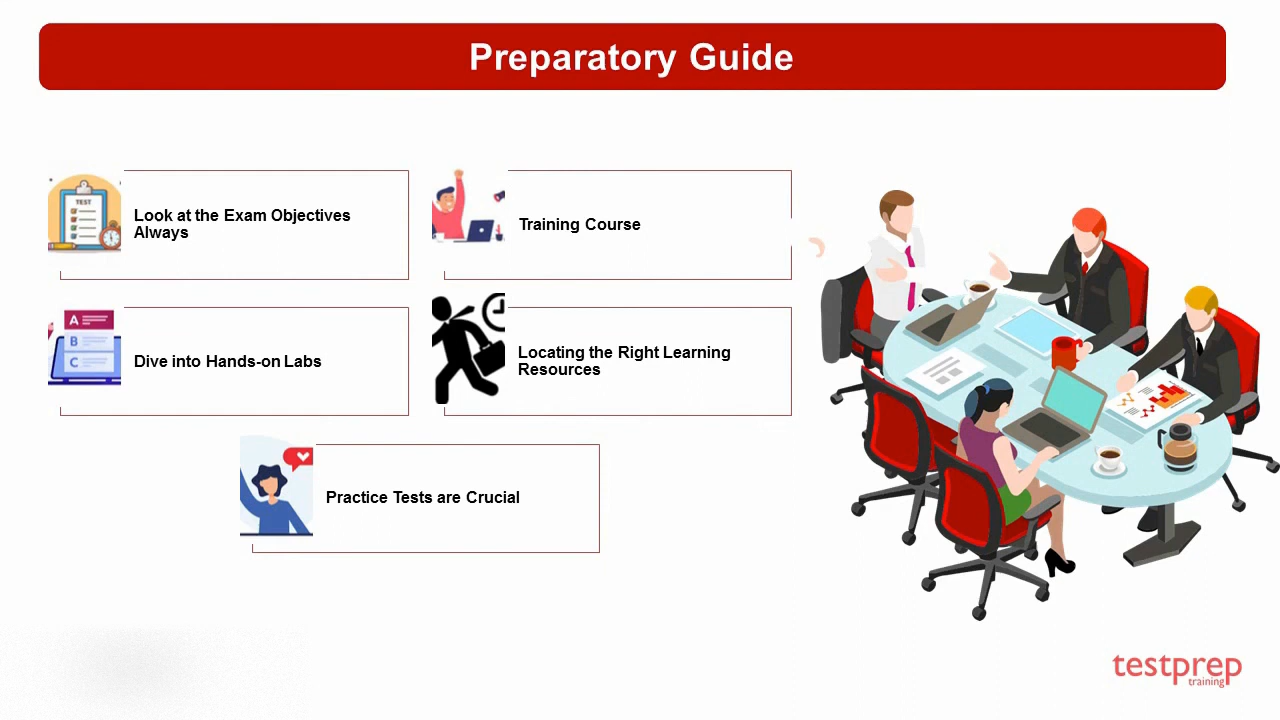 Preparatory Guide
TEST
Look at the Exam Objectives
Always
Training Course
A
B
C
Dive into Hands-on Labs
Locating the Right Learning
Resources
Practice Tests are Crucial
testprep
training